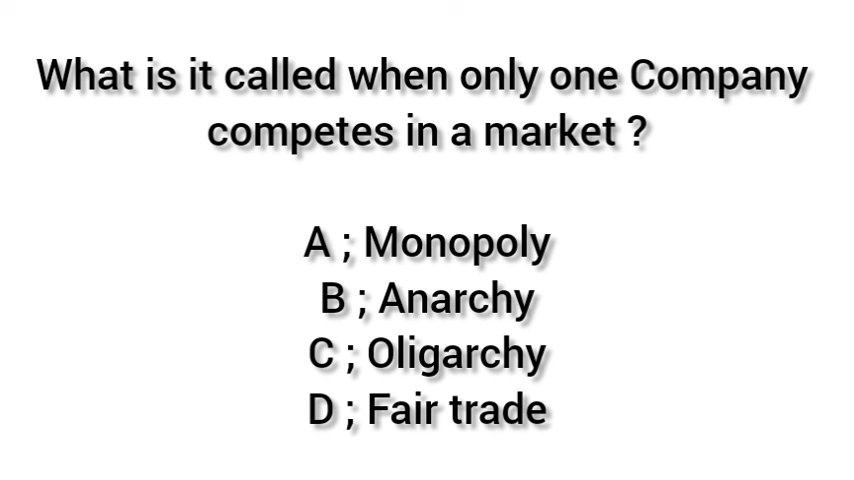 What is it called when only one Company
competes in a market ?
A ; Monopoly
B ; Anarchy
C ; Oligarchy
D ; Fair trade